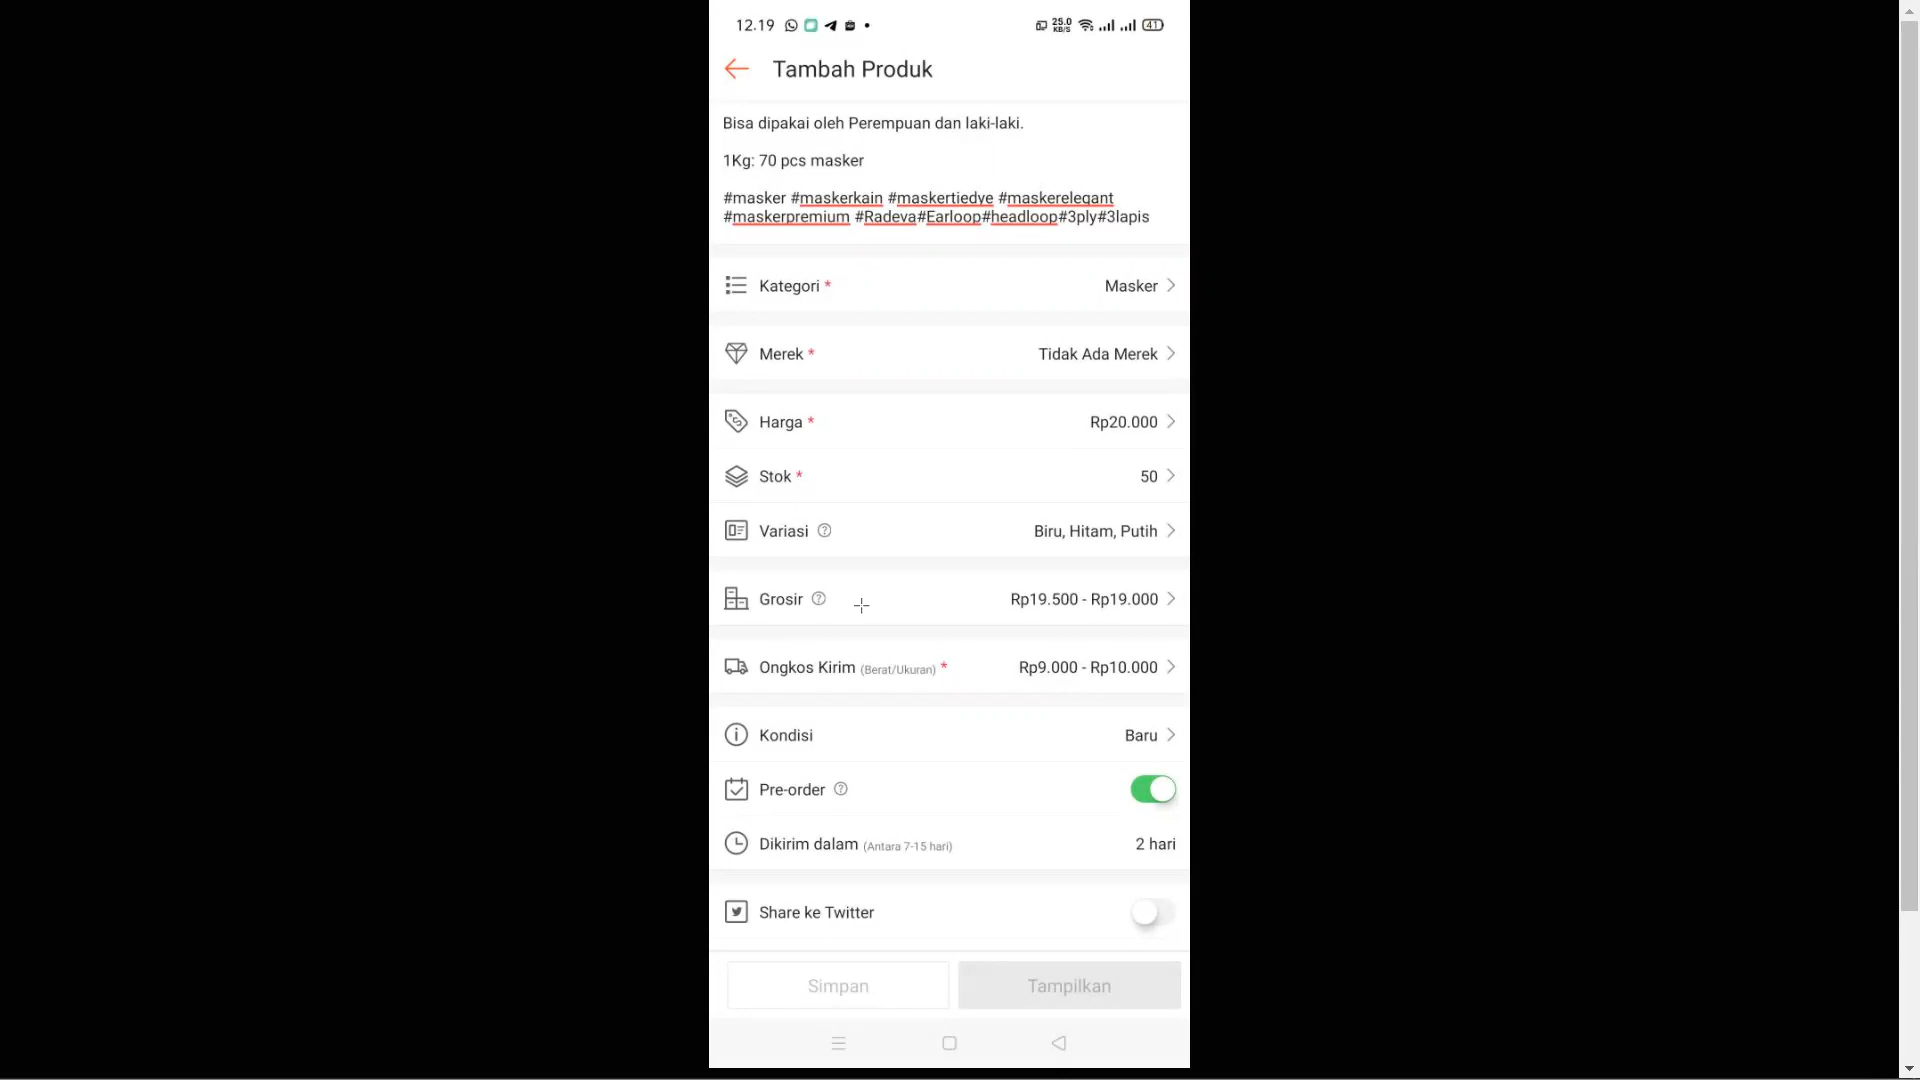 12.19
25.0
KB/S
41
Tambah Produk
Bisa dipakai oleh Perempuan dan laki-laki.
1Kg: 70 pcs masker
#masker #maskerkain #maskertiedye #maskerelegant
#maskerpremium #Radeva#Earloop#headloop#3ply#3lapis
Kategori * Masker
Merek * Tidak Ada Merek
Harga * Rp20.000
Stok * 50
Variasi ? Biru, Hitam, Putih
Grosir ? Rp19.500 - Rp19.000
Ongkos Kirim (Berat/Ukuran) * Rp9.000 - Rp10.000
Kondisi Baru
Pre-order ?
Dikirim dalam (Antara 7-15 hari) 2 hari
Share ke Twitter
Simpan Tampilkan